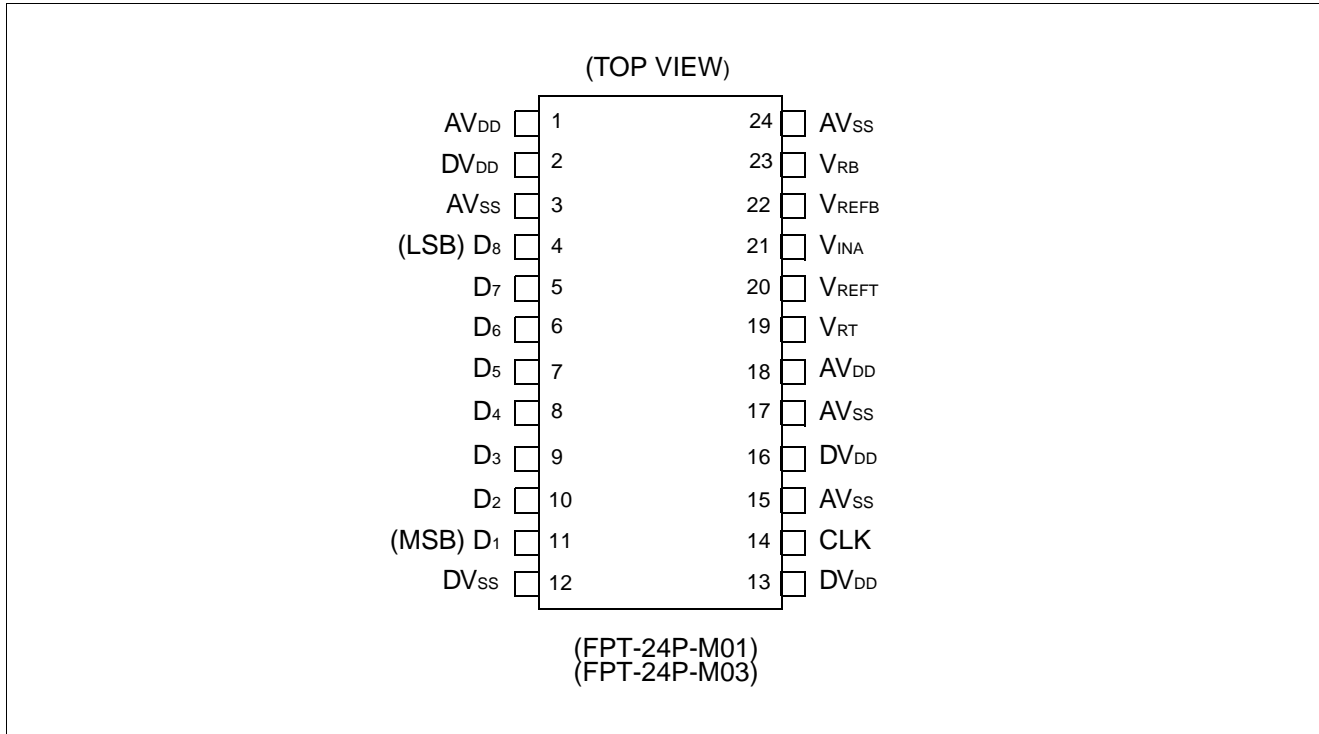 (TOP VIEW)
AVDD 1 24 AVSS
DVDD 2 23 VRB
AVSS 3 22 VREFB
(LSB) D8 4 21 VINA
D7 5 20 VREFT
D6 6 19 VRT
D5 7 18 AVDD
D4 8 17 AVSS
D3 9 16 DVDD
D2 10 15 AVSS
(MSB) D1 11 14 CLK
DVSS 12 13 DVDD
(FPT-24P-M01)
(FPT-24P-M03)